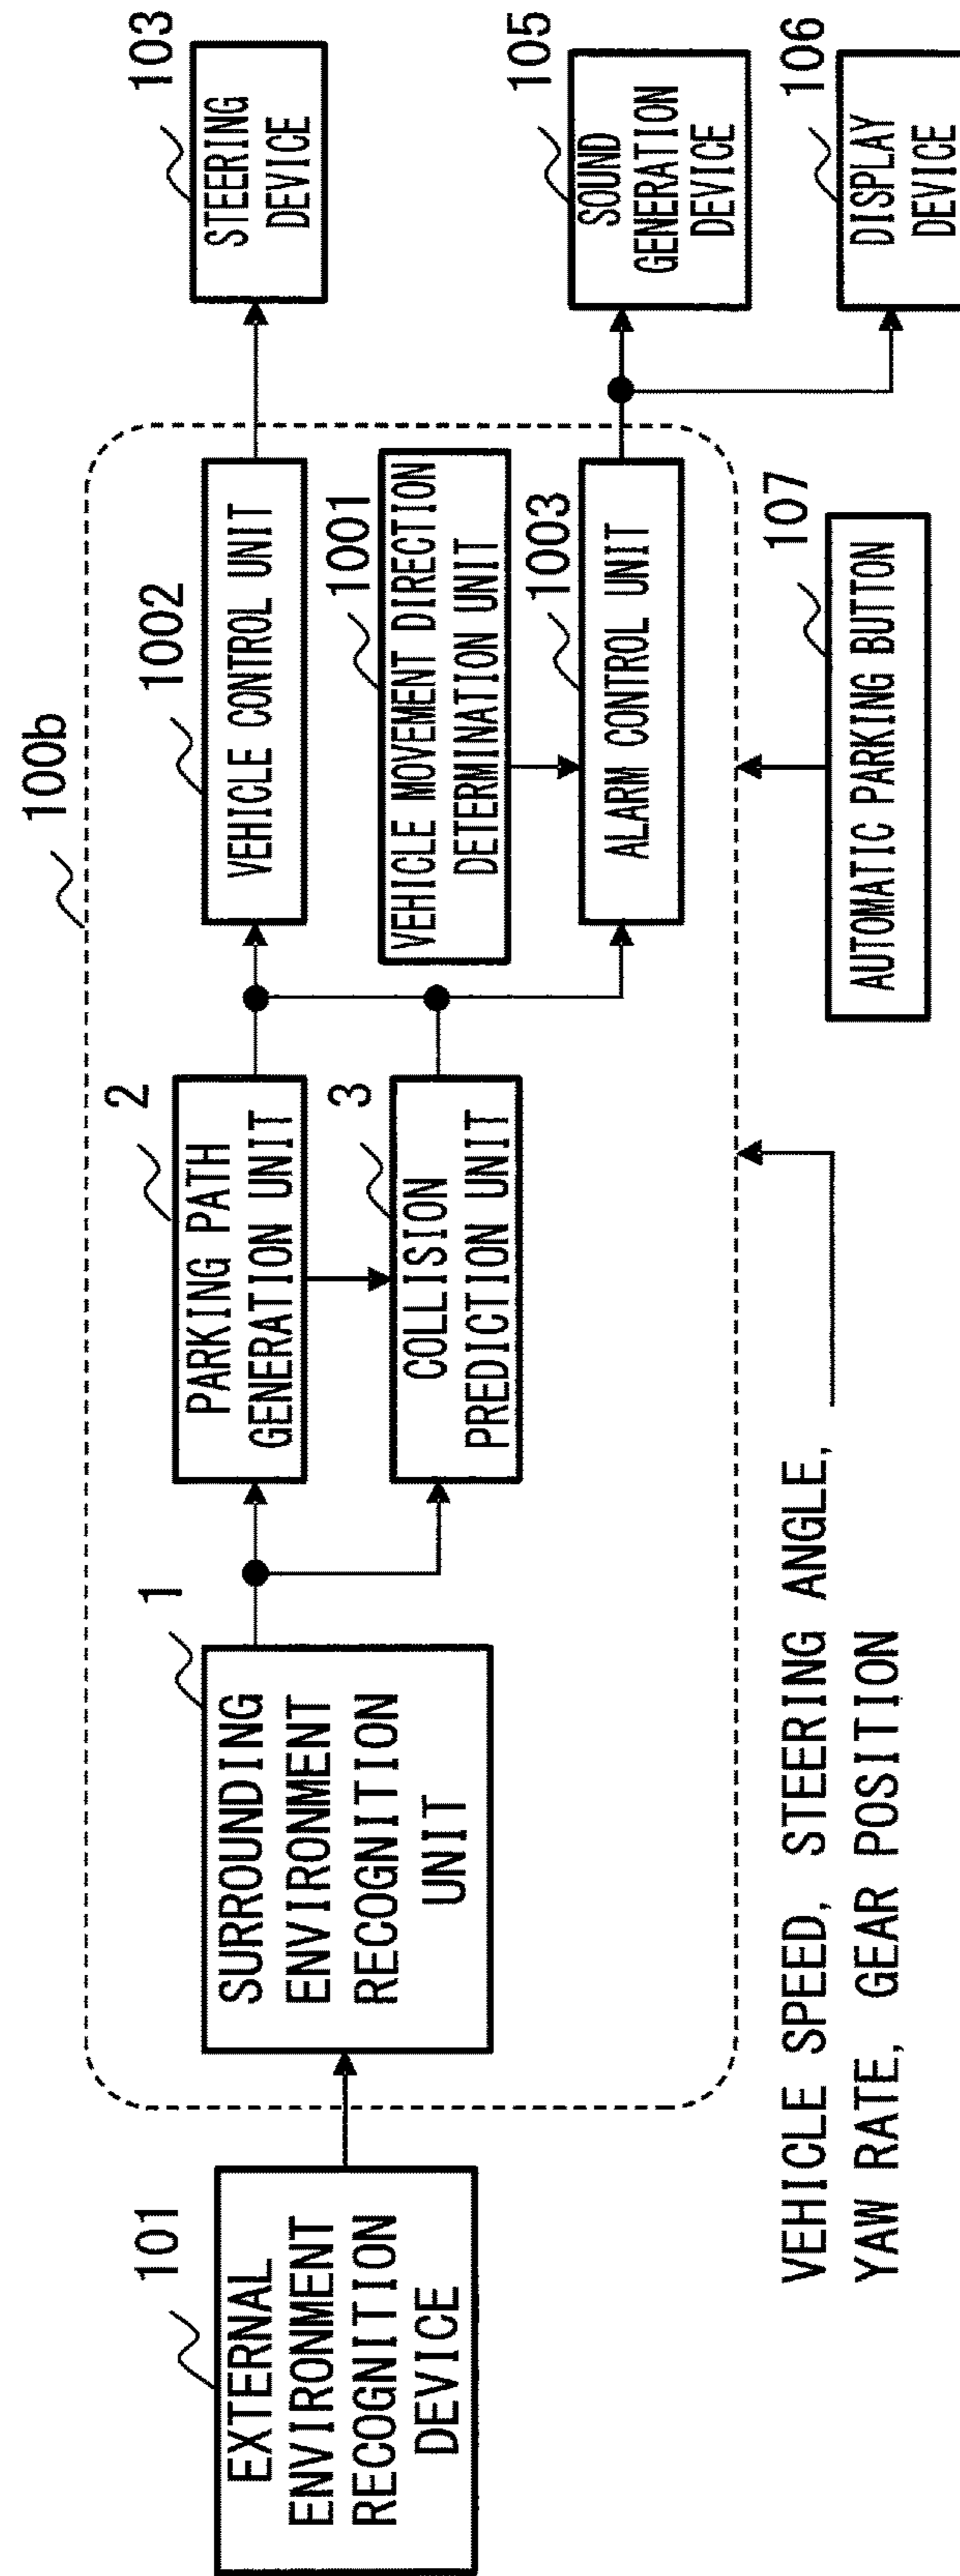 101
EXTERNAL
ENVIRONMENT
RECOGNITION
DEVICE
100b
1
SURROUNDING
ENVIRONMENT
RECOGNITION
UNIT
2
PARKING PATH
GENERATION UNIT
3
COLLISION
PREDICTION UNIT
1002
VEHICLE CONTROL UNIT
1001
VEHICLE MOVEMENT DIRECTION
DETERMINATION UNIT
1003
ALARM CONTROL UNIT
103
STEERING
DEVICE
105
SOUND
GENERATION
DEVICE
106
DISPLAY
DEVICE
107
AUTOMATIC PARKING BUTTON
VEHICLE SPEED, STEERING ANGLE,
YAW RATE, GEAR POSITION